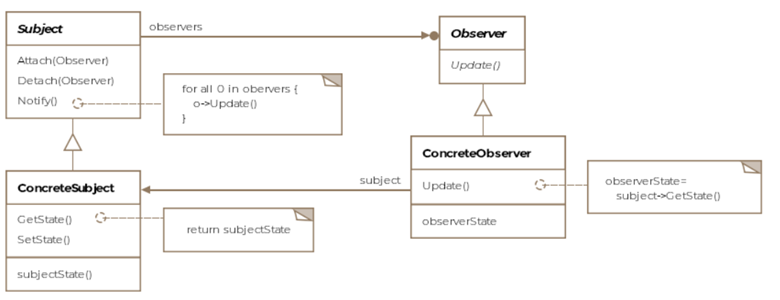 Subject
Attach(Observer)
Detach(Observer)
Notify()
observers
Observer
Update()
for all O in obervers {
o->Update()
}
ConcreteSubject
GetState()
SetState()
subjectState()
return subjectState
subject
ConcreteObserver
Update()
observerState
observerState=
subject->GetState()